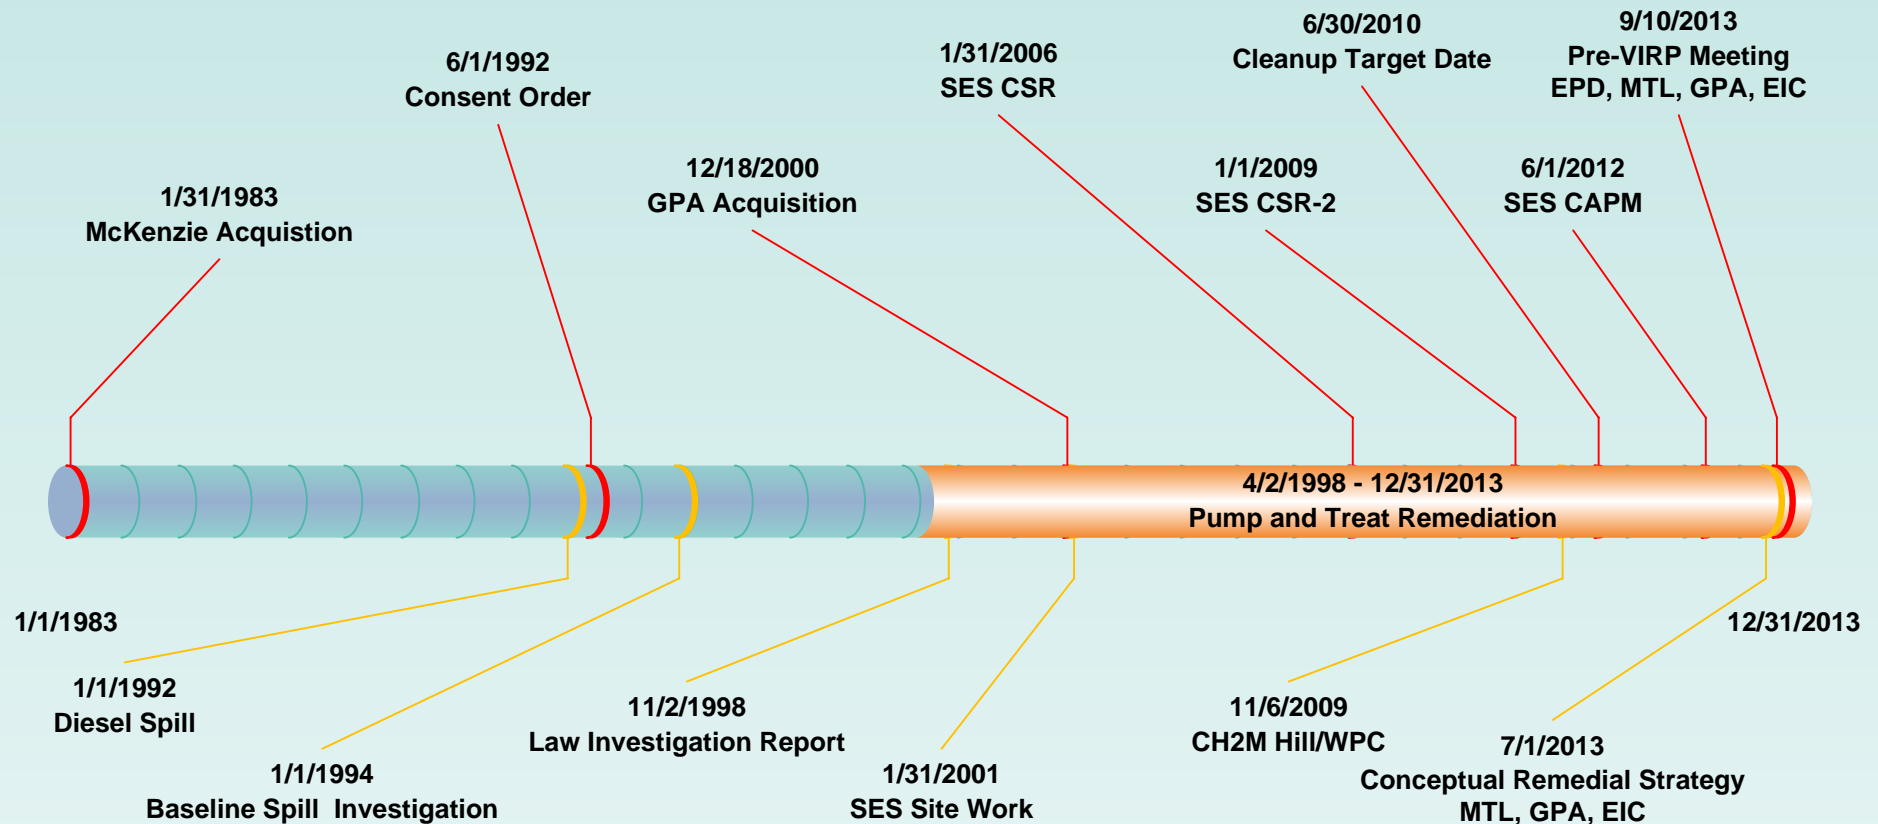 1/31/1983
McKenzie Acquistion
6/1/1992
Consent Order
12/18/2000
GPA Acquisition
1/31/2006
SES CSR
1/1/2009
SES CSR-2
6/30/2010
Cleanup Target Date
6/1/2012
SES CAPM
9/10/2013
Pre-VIRP Meeting
EPD, MTL, GPA, EIC
4/2/1998 - 12/31/2013
Pump and Treat Remediation
1/1/1983
12/31/2013
1/1/1992
Diesel Spill
1/1/1994
Baseline Spill  Investigation
11/2/1998
Law Investigation Report
1/31/2001
SES Site Work
11/6/2009
CH2M Hill/WPC
7/1/2013
Conceptual Remedial Strategy
MTL, GPA, EIC